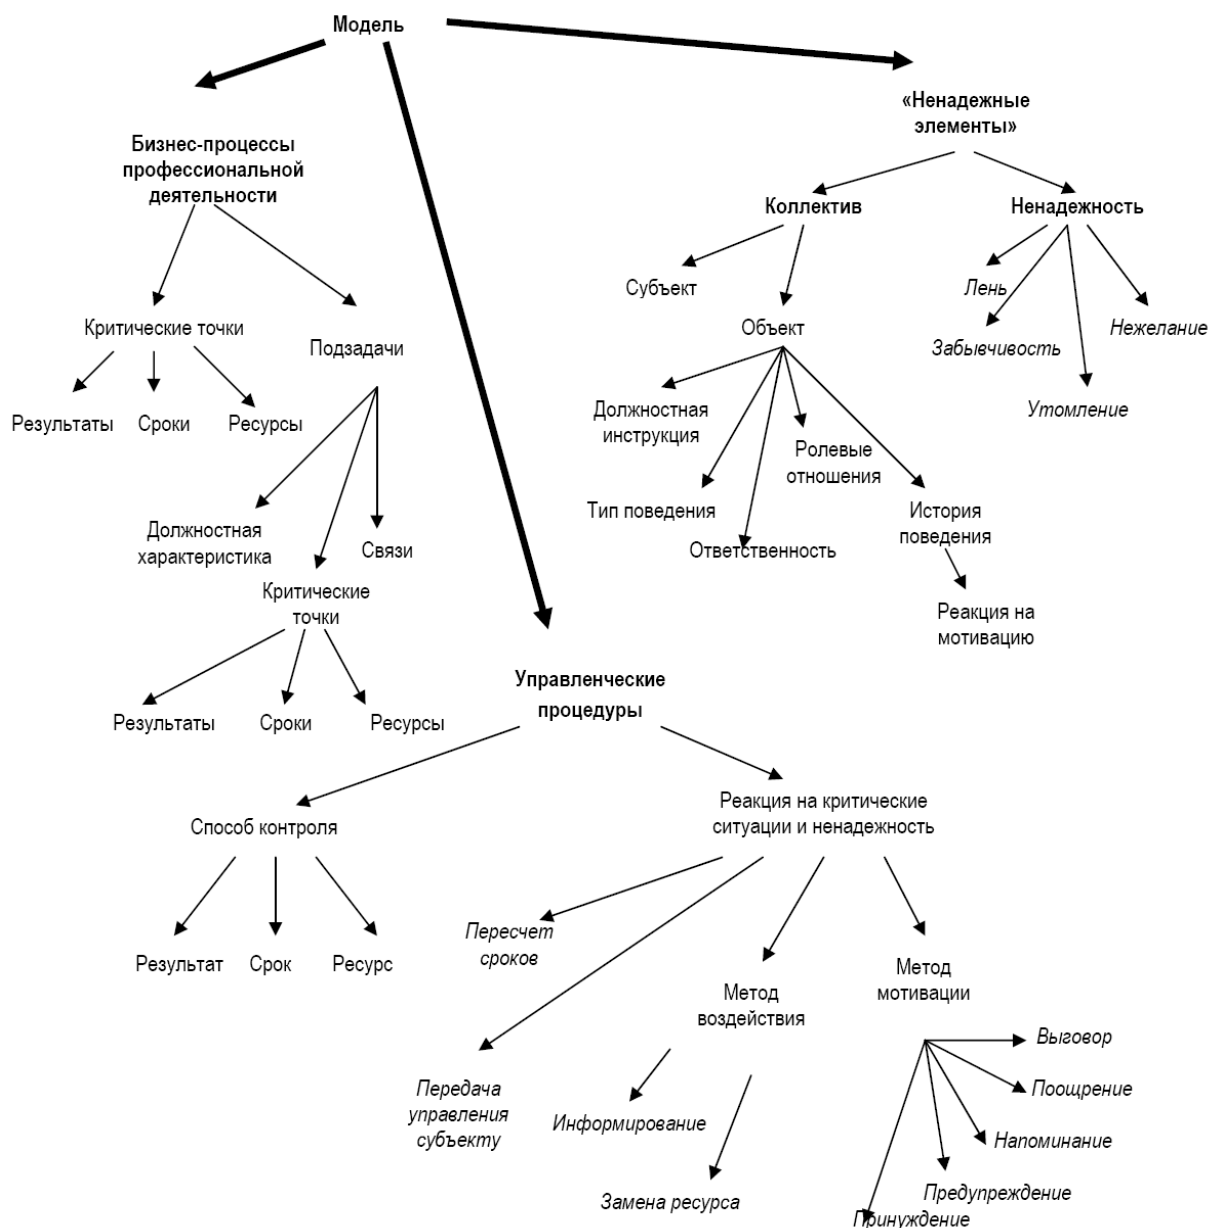 Модель
«Ненадежные
элементы»
Бизнес-процессы
профессиональной
деятельности
Коллектив
Ненадежность
Субъект
Лень
Забывчивость
Нежелание
Утомление
Критические точки
Подзадачи
Объект
Результаты
Сроки
Ресурсы
Должностная
инструкция
Ролевые
отношения
Тип поведения
Ответственность
История
поведения
Реакция на
мотивацию
Должностная
характеристика
Связи
Критические
точки
Результаты
Сроки
Ресурсы
Управленческие
процедуры
Способ контроля
Реакция на критические
ситуации и ненадежность
Результат
Срок
Ресурс
Пересчет
сроков
Метод
воздействия
Метод
мотивации
Передача
управления
субъекту
Информирование
Замена ресурса
Выговор
Поощрение
Напоминание
Предупреждение
Принуждение